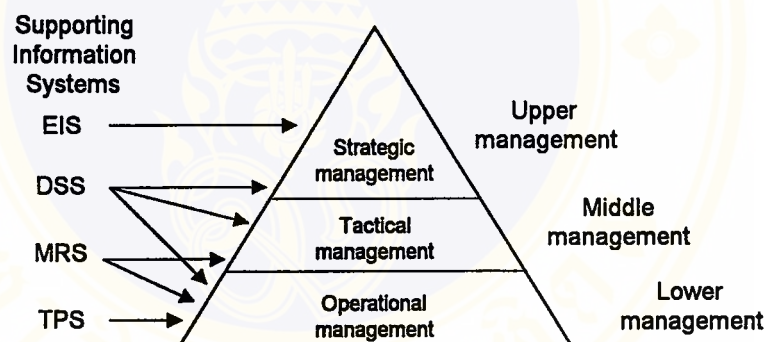 Supporting
Information
Systems
EIS
DSS
MRS
TPS
Strategic
management
Tactical
management
Operational
management
Upper
management
Middle
management
Lower
management